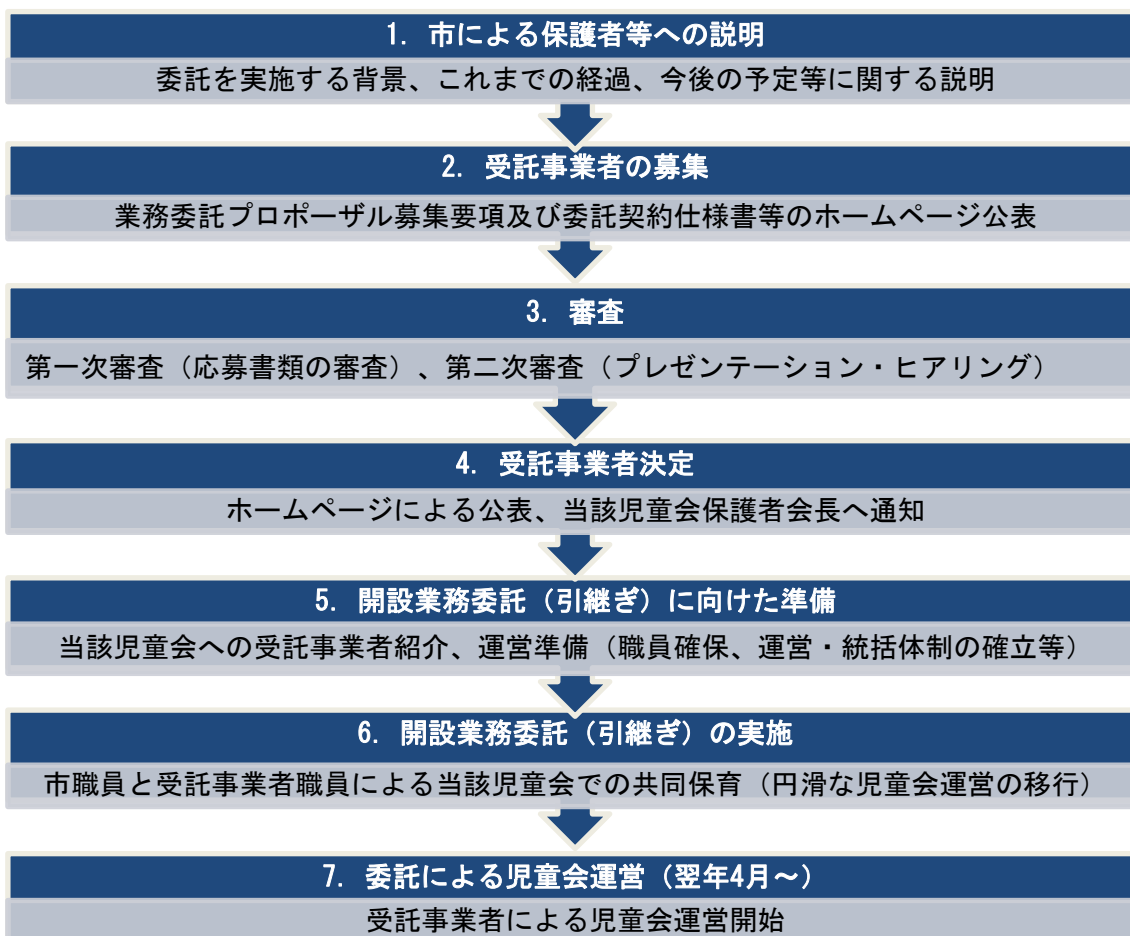 1. 市による保護者等への説明
委託を実施する背景、これまでの経過、今後の予定等に関する説明
2. 受託事業者の募集
業務委託プロポーザル募集要項及び委託契約仕様書等のホームページ公表
3. 審査
第一次審査（応募書類の審査）、第二次審査（プレゼンテーション・ヒアリング）
4. 受託事業者決定
ホームページによる公表、当該児童会保護者会長へ通知
5. 開設業務委託（引継ぎ）に向けた準備
当該児童会への受託事業者紹介、運営準備（職員確保、運営・統括体制の確立等）
6. 開設業務委託（引継ぎ）の実施
市職員と受託事業者職員による当該児童会での共同保育（円滑な児童会運営の移行）
7. 委託による児童会運営（翌年4月～）
受託事業者による児童会運営開始